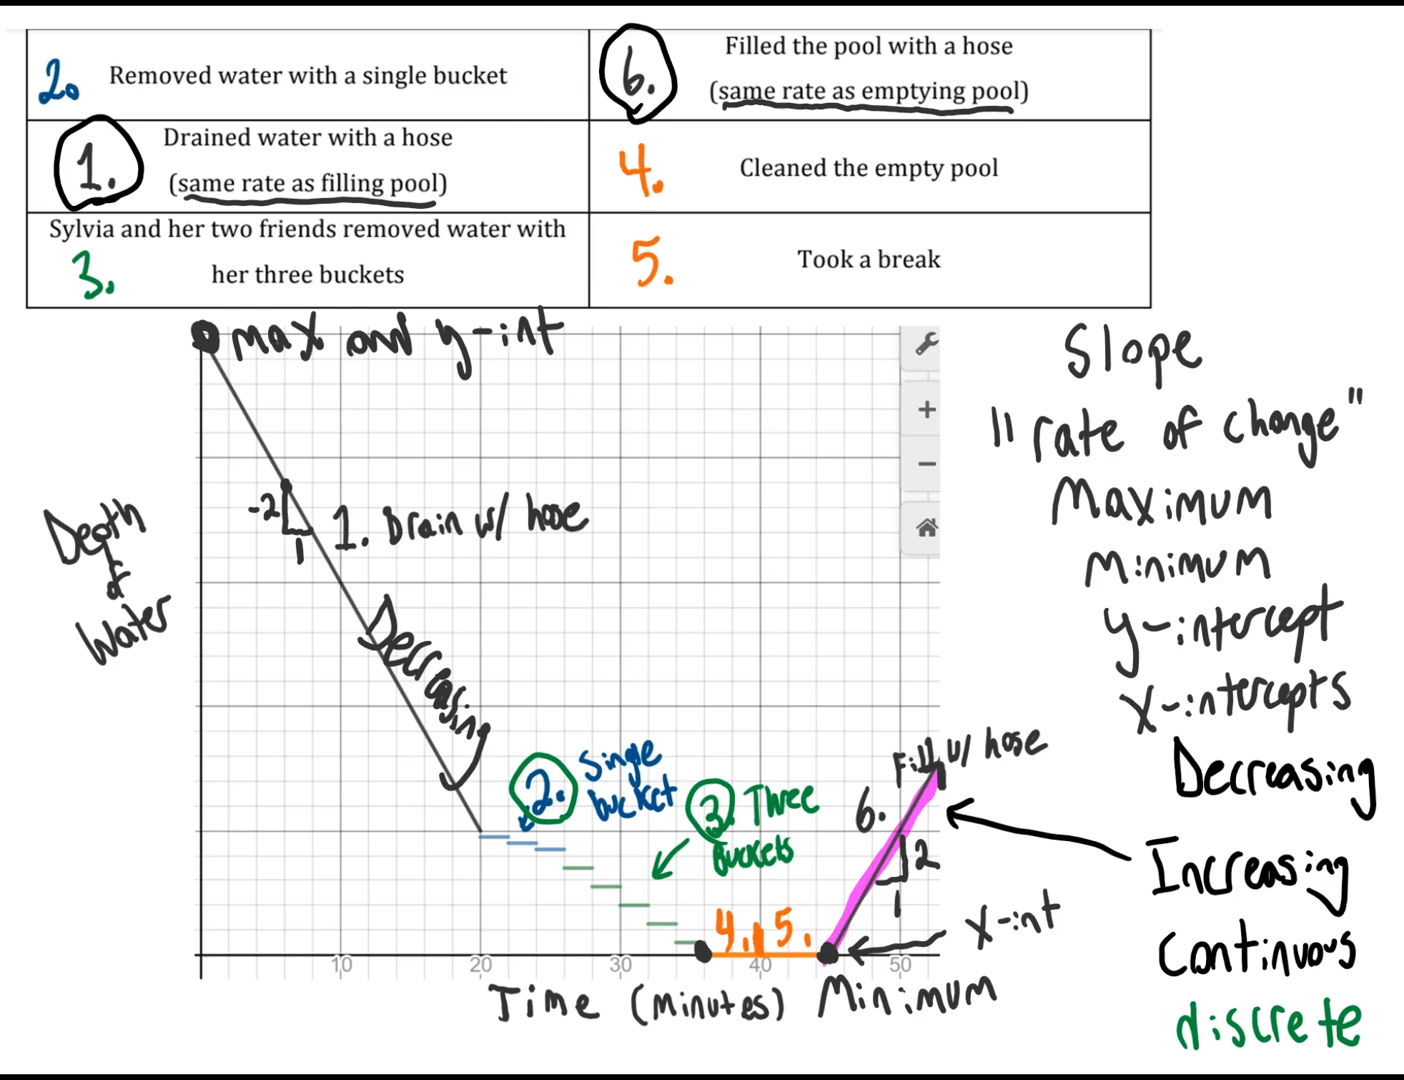 2. Removed water with a single bucket
6. Filled the pool with a hose
(same rate as emptying pool)
1. Drained water with a hose
(same rate as filling pool)
4. Cleaned the empty pool
Sylvia and her two friends removed water with
3. her three buckets
5. Took a break
max and y-int
Slope
"rate of change"
Maximum
Minimum
y-intercept
x-intercepts
Decreasing
Increasing
Continuous
discrete
+
−
Depth
of
Water
-2
1
1. Drain w/ hose
Decreasing
2. Single
bucket
3. Three
Buckets
Fill w/ hose
6.
2
1
4. 5.
x-int
10 20 30 40 50
Time (minutes) Minimum